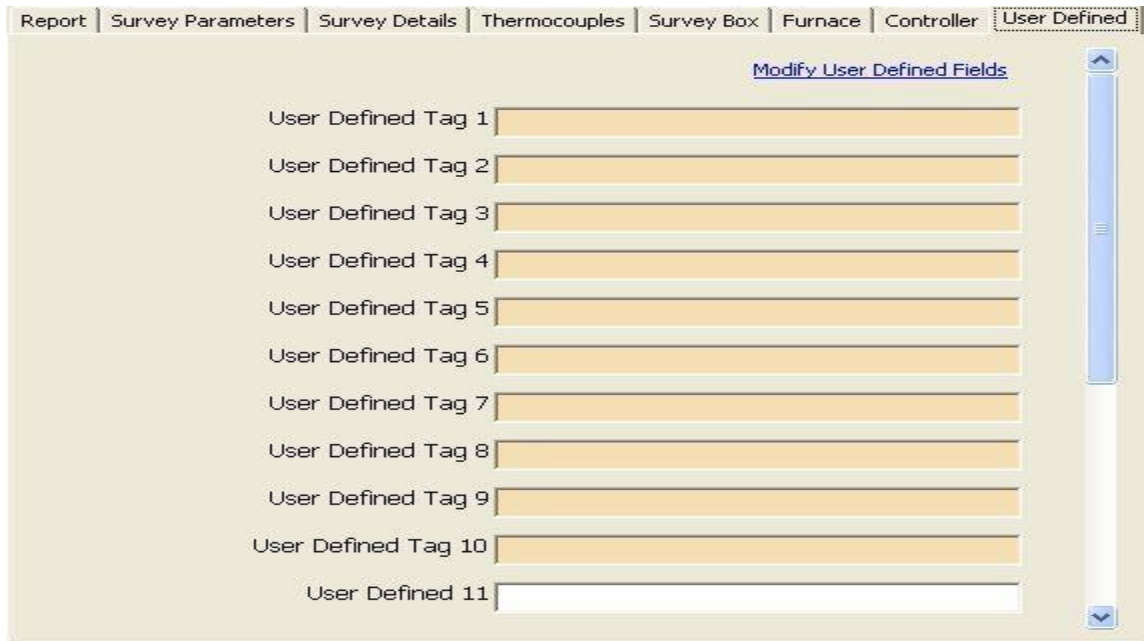 Report Survey Parameters Survey Details Thermocouples Survey Box Furnace Controller User Defined
Modify User Defined Fields
User Defined Tag 1
User Defined Tag 2
User Defined Tag 3
User Defined Tag 4
User Defined Tag 5
User Defined Tag 6
User Defined Tag 7
User Defined Tag 8
User Defined Tag 9
User Defined Tag 10
User Defined 11